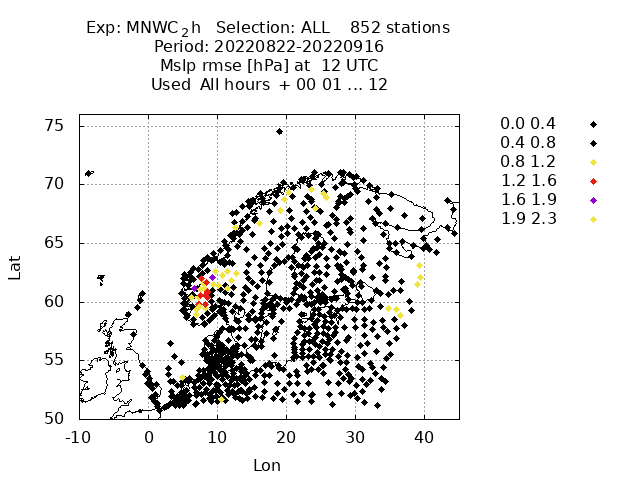 Exp: MNWC2h Selection: ALL 852 stations
Period: 20220822-20220916
Mslp rmse [hPa] at 12 UTC
Used All hours + 00 01 ... 12
75
70
65
60
55
50
-10 0 10 20 30 40
Lat
Lon
0.0 0.4
0.4 0.8
0.8 1.2
1.2 1.6
1.6 1.9
1.9 2.3